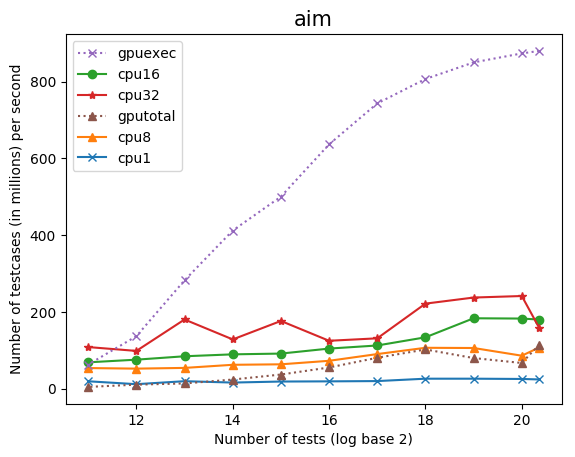 aim
Number of testcases (in millions) per second
800
600
400
200
0
gpuexec
cpu16
cpu32
gputotal
cpu8
cpu1
12
14
16
18
20
Number of tests (log base 2)